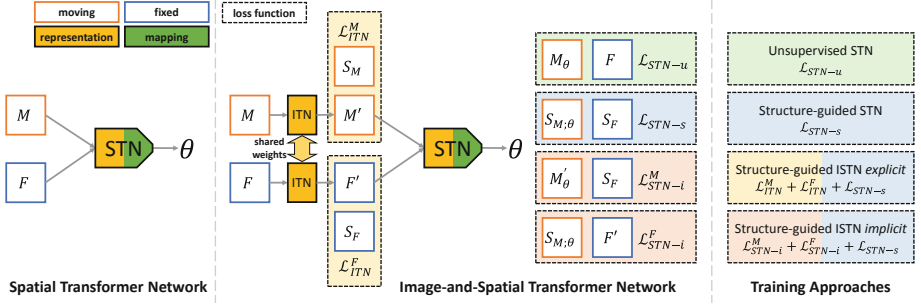 moving
fixed
representation
mapping
loss function
M
F
STN
θ
Spatial Transformer Network
M
ITN
shared
weights
F
ITN
ℒ^M_ITN
S_M
M′
F′
S_F
ℒ^F_ITN
STN
θ
M_θ
F
ℒ_STN−u
S_M;θ
S_F
ℒ_STN−s
M′_θ
S_F
ℒ^M_STN−i
S_M;θ
F′
ℒ^F_STN−i
Image-and-Spatial Transformer Network
Unsupervised STN
ℒ_STN−u
Structure-guided STN
ℒ_STN−s
Structure-guided ISTN explicit
ℒ^M_ITN + ℒ^F_ITN + ℒ_STN−s
Structure-guided ISTN implicit
ℒ^M_STN−i + ℒ^F_STN−i + ℒ_STN−s
Training Approaches